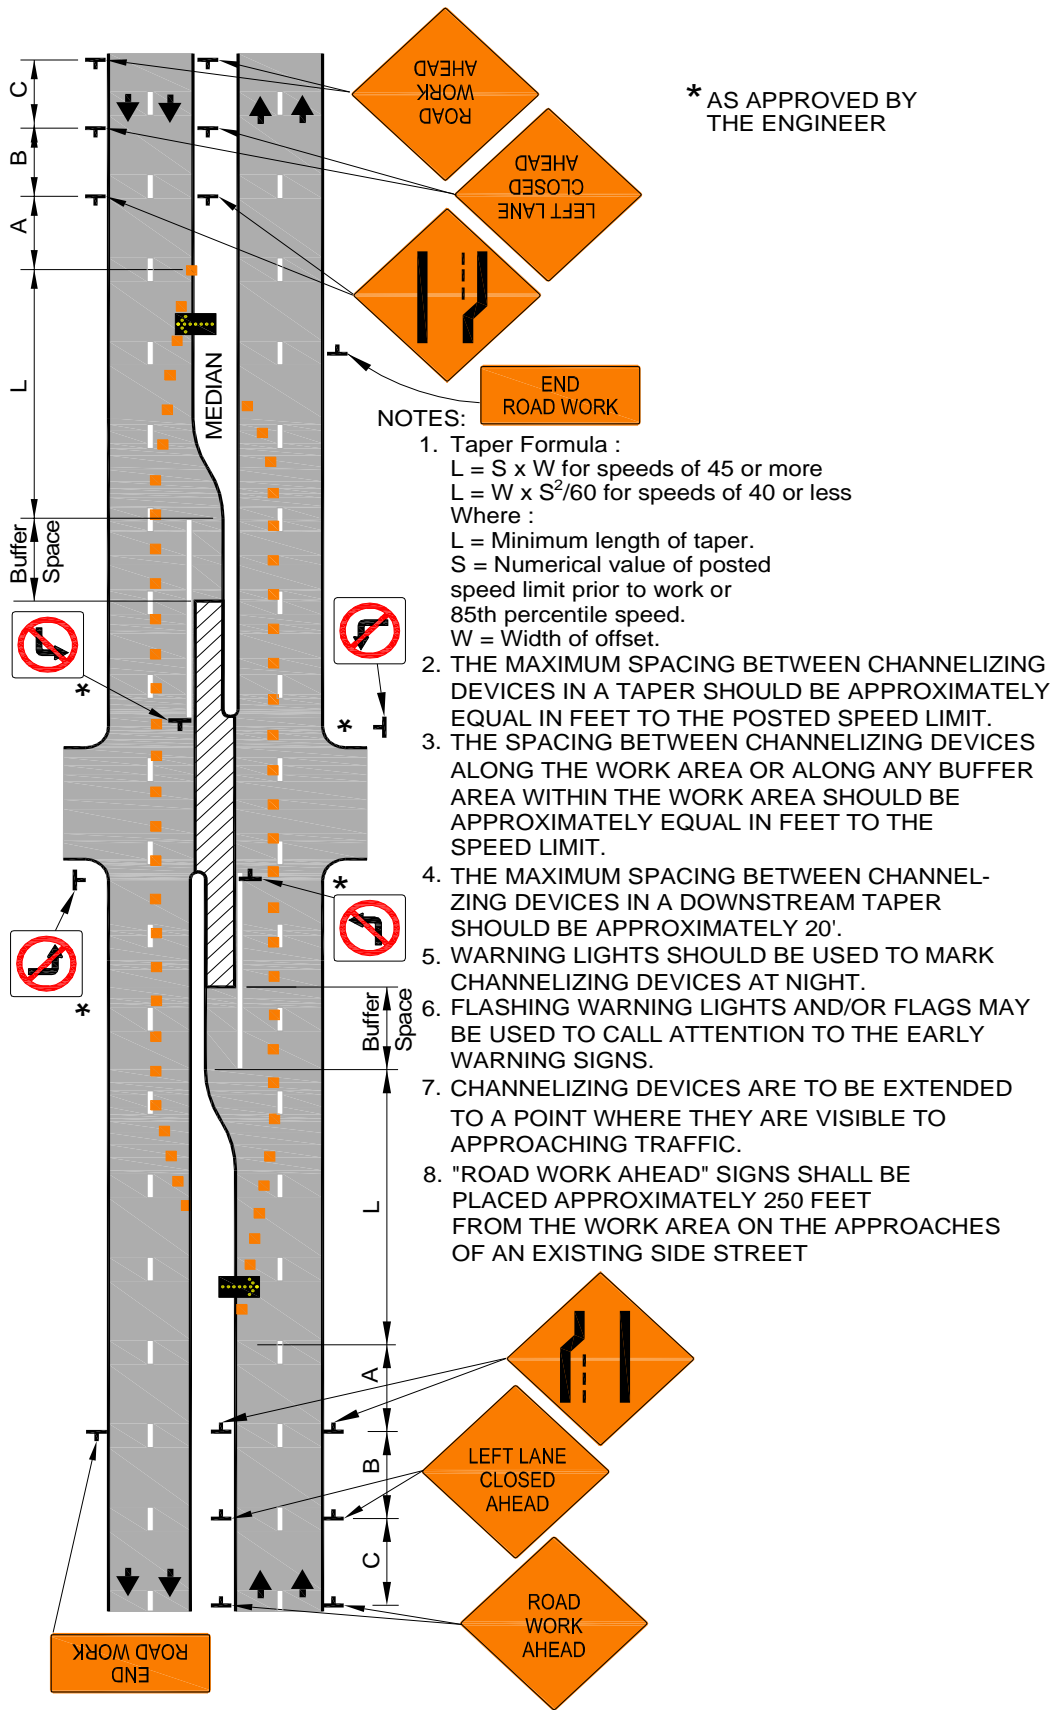 ROAD
WORK
AHEAD
* AS APPROVED BY
THE ENGINEER
LEFT LANE
CLOSED
AHEAD
C
B
A
L
MEDIAN
Buffer
Space
END
ROAD WORK
NOTES:
1. Taper Formula :
L = S x W for speeds of 45 or more
L = W x S²/60 for speeds of 40 or less
Where :
L = Minimum length of taper.
S = Numerical value of posted
speed limit prior to work or
85th percentile speed.
W = Width of offset.
2. THE MAXIMUM SPACING BETWEEN CHANNELIZING
DEVICES IN A TAPER SHOULD BE APPROXIMATELY
EQUAL IN FEET TO THE POSTED SPEED LIMIT.
3. THE SPACING BETWEEN CHANNELIZING DEVICES
ALONG THE WORK AREA OR ALONG ANY BUFFER
AREA WITHIN THE WORK AREA SHOULD BE
APPROXIMATELY EQUAL IN FEET TO THE
SPEED LIMIT.
4. THE MAXIMUM SPACING BETWEEN CHANNEL-
ZING DEVICES IN A DOWNSTREAM TAPER
SHOULD BE APPROXIMATELY 20'.
5. WARNING LIGHTS SHOULD BE USED TO MARK
CHANNELIZING DEVICES AT NIGHT.
6. FLASHING WARNING LIGHTS AND/OR FLAGS MAY
BE USED TO CALL ATTENTION TO THE EARLY
WARNING SIGNS.
7. CHANNELIZING DEVICES ARE TO BE EXTENDED
TO A POINT WHERE THEY ARE VISIBLE TO
APPROACHING TRAFFIC.
8. "ROAD WORK AHEAD" SIGNS SHALL BE
PLACED APPROXIMATELY 250 FEET
FROM THE WORK AREA ON THE APPROACHES
OF AN EXISTING SIDE STREET
*
*
*
*
Buffer
Space
L
A
B
C
LEFT LANE
CLOSED
AHEAD
ROAD
WORK
AHEAD
END
ROAD WORK